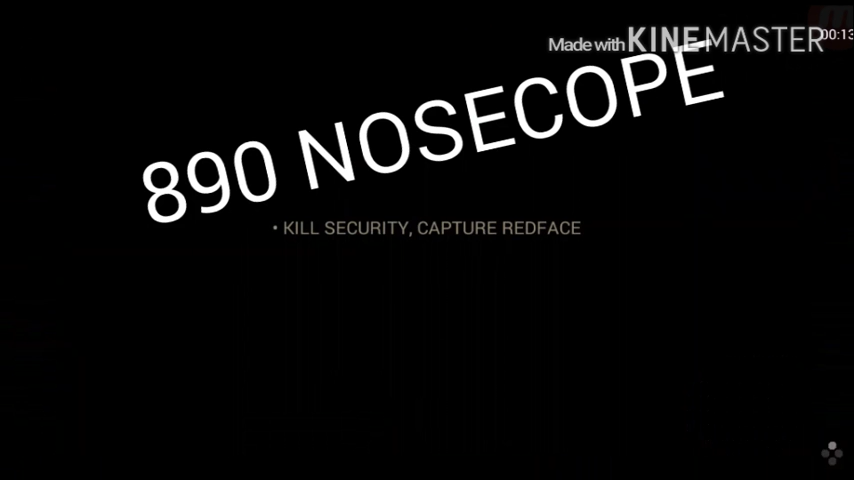 Made with KINEMASTER
00:13
890 NOSECOPE
• KILL SECURITY, CAPTURE REDFACE